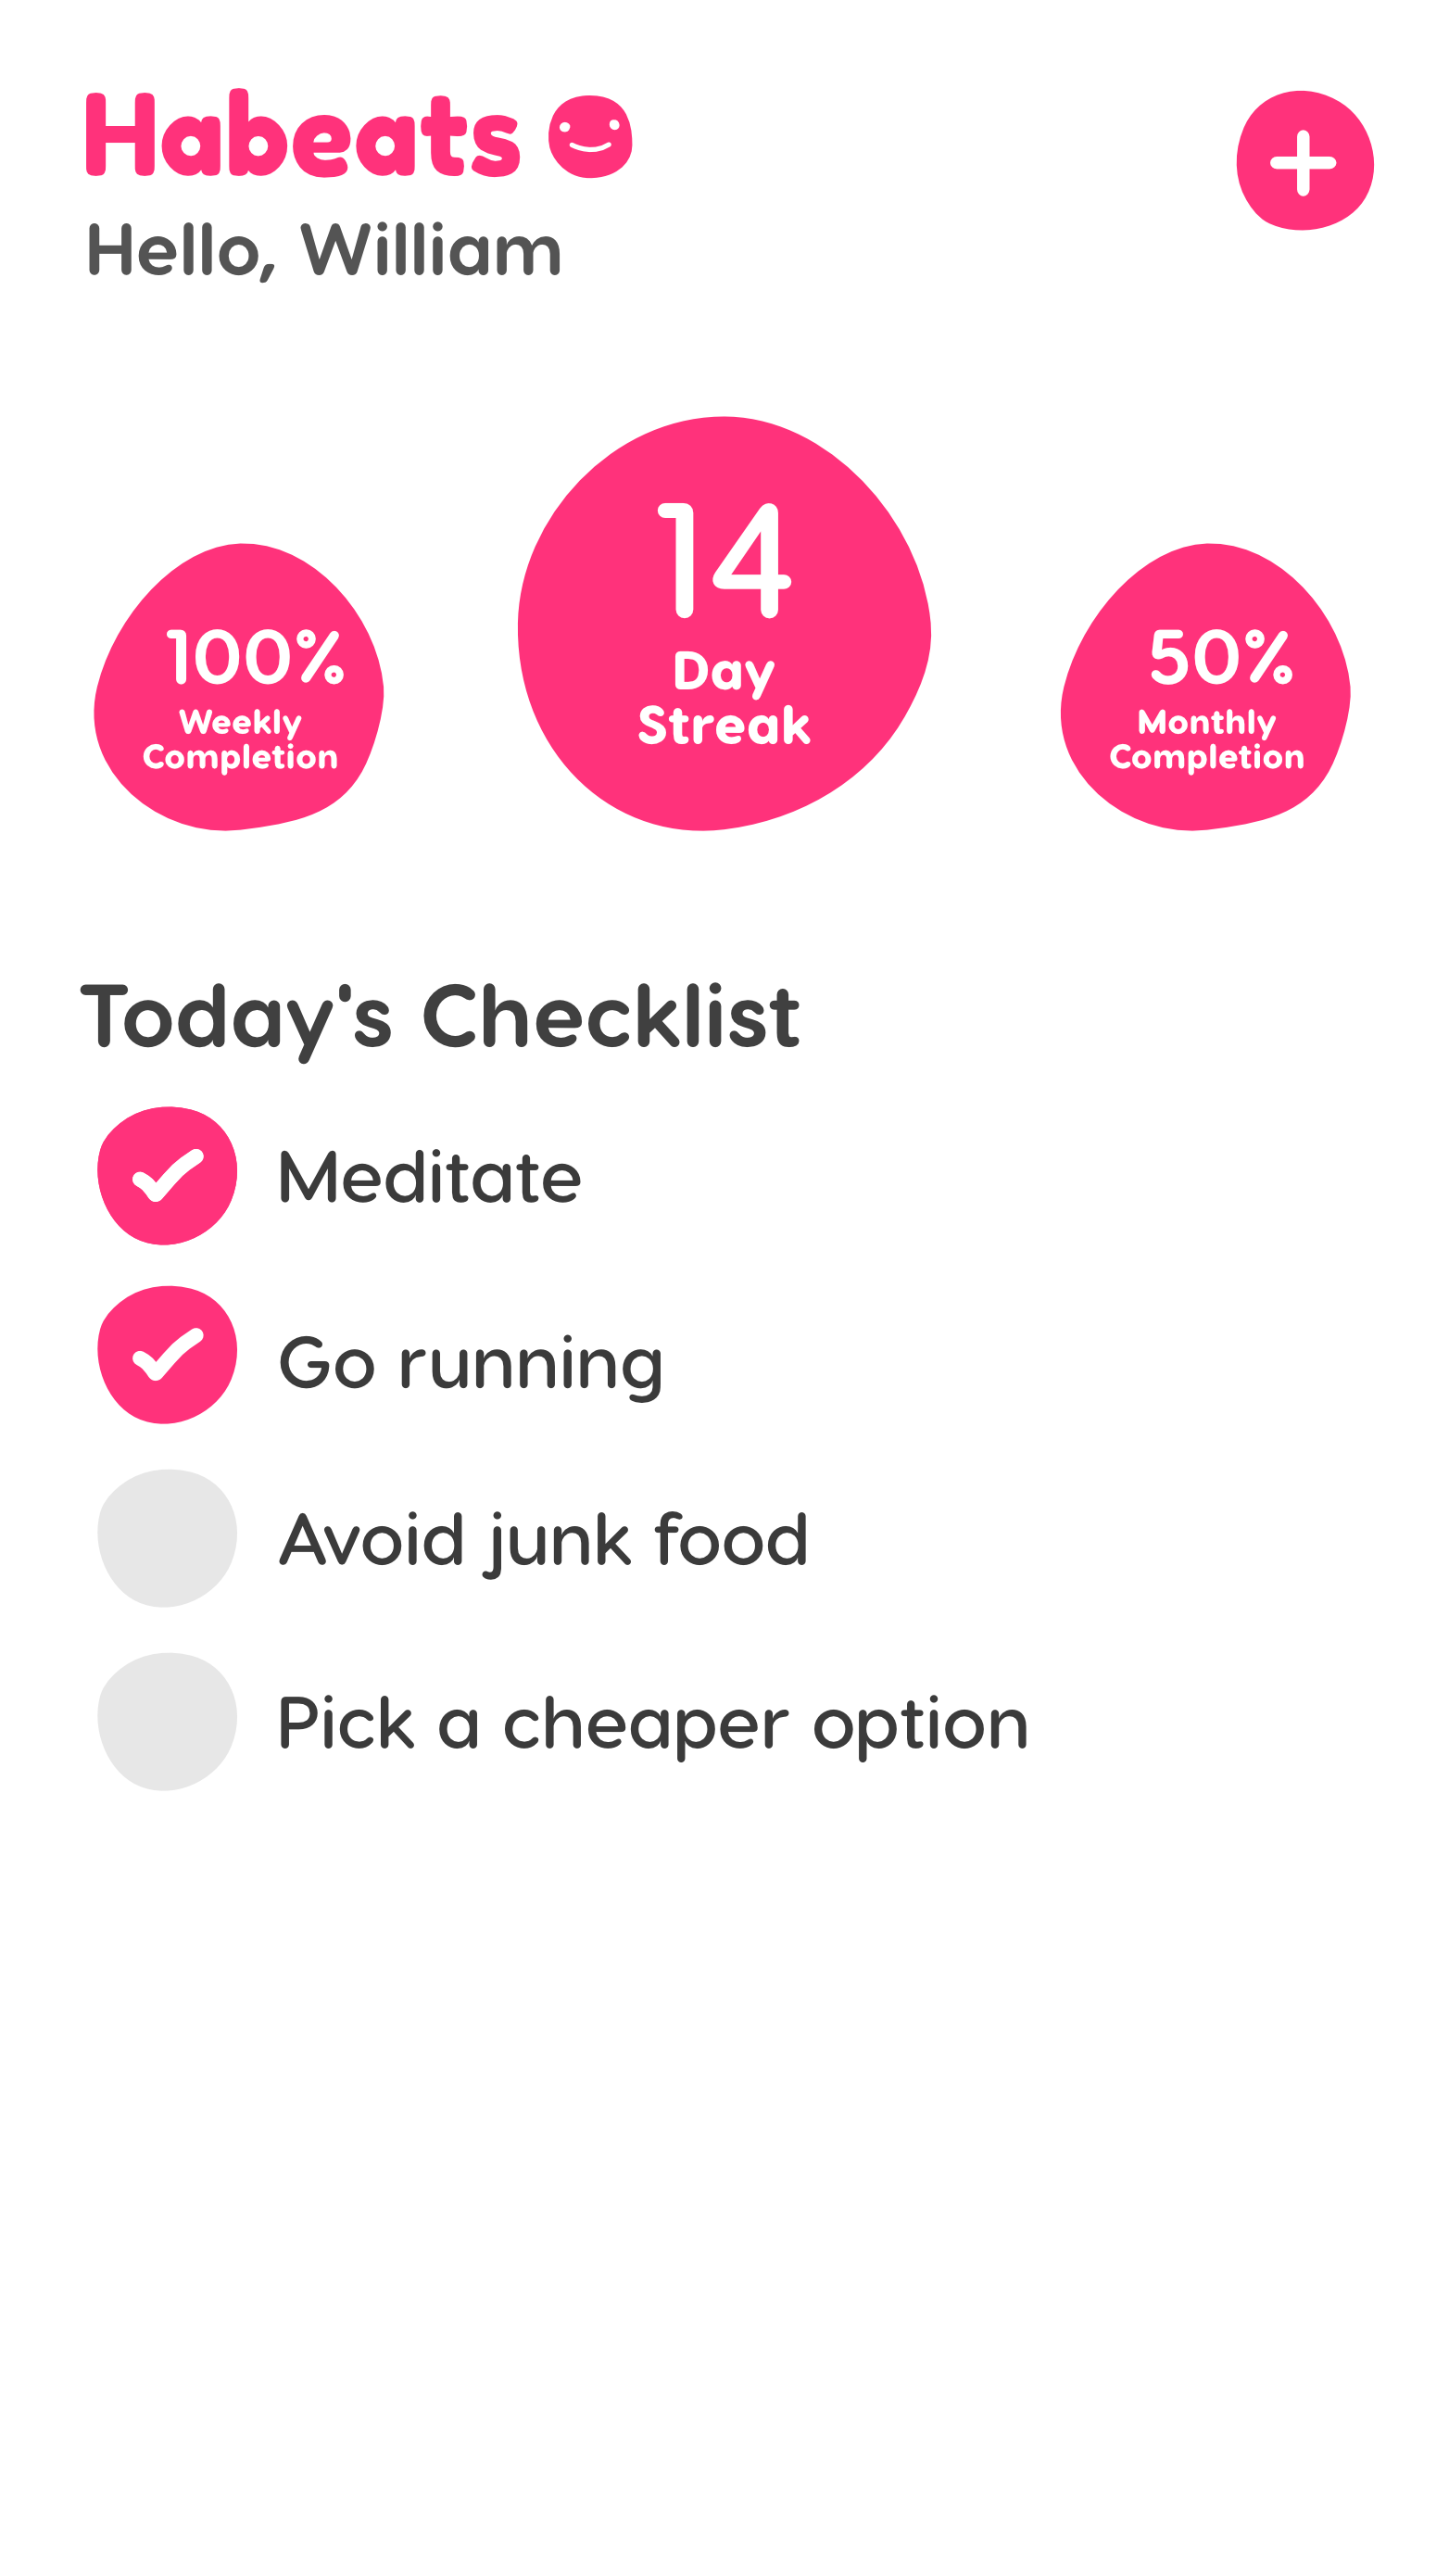 Habeats
Hello, William
14
Day
Streak
100%
Weekly
Completion
50%
Monthly
Completion
Today's Checklist
Meditate
Go running
Avoid junk food
Pick a cheaper option